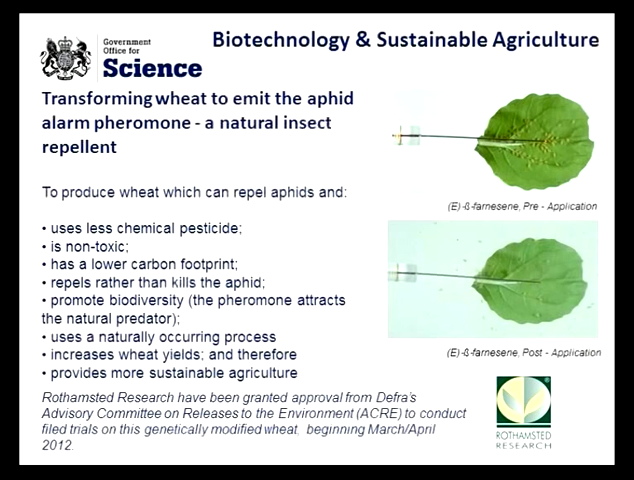 Government
Office for
Science
Biotechnology & Sustainable Agriculture
Transforming wheat to emit the aphid
alarm pheromone - a natural insect
repellent
To produce wheat which can repel aphids and:
• uses less chemical pesticide;
• is non-toxic;
• has a lower carbon footprint;
• repels rather than kills the aphid;
• promote biodiversity (the pheromone attracts
the natural predator);
• uses a naturally occurring process
• increases wheat yields; and therefore
• provides more sustainable agriculture
Rothamsted Research have been granted approval from Defra's
Advisory Committee on Releases to the Environment (ACRE) to conduct
filed trials on this genetically modified wheat, beginning March/April
2012.
(E)-ß-farnesene, Pre - Application
(E)-ß-farnesene, Post - Application
ROTHAMSTED
RESEARCH